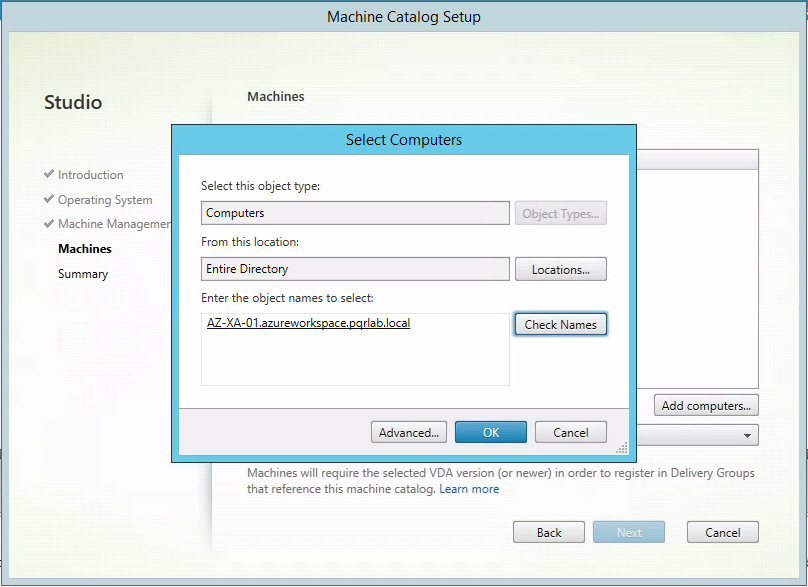 Machine Catalog Setup
Studio
Introduction
Operating System
Machine Managemen
Machines
Summary
Machines
Select Computers
Select this object type:
Computers
Object Types...
From this location:
Entire Directory
Locations...
Enter the object names to select:
AZ-XA-01.azureworkspace.pqrlab.local
Check Names
Advanced...
OK
Cancel
Add computers...
Machines will require the selected VDA version (or newer) in order to register in Delivery Groups
that reference this machine catalog. Learn more
Back
Next
Cancel